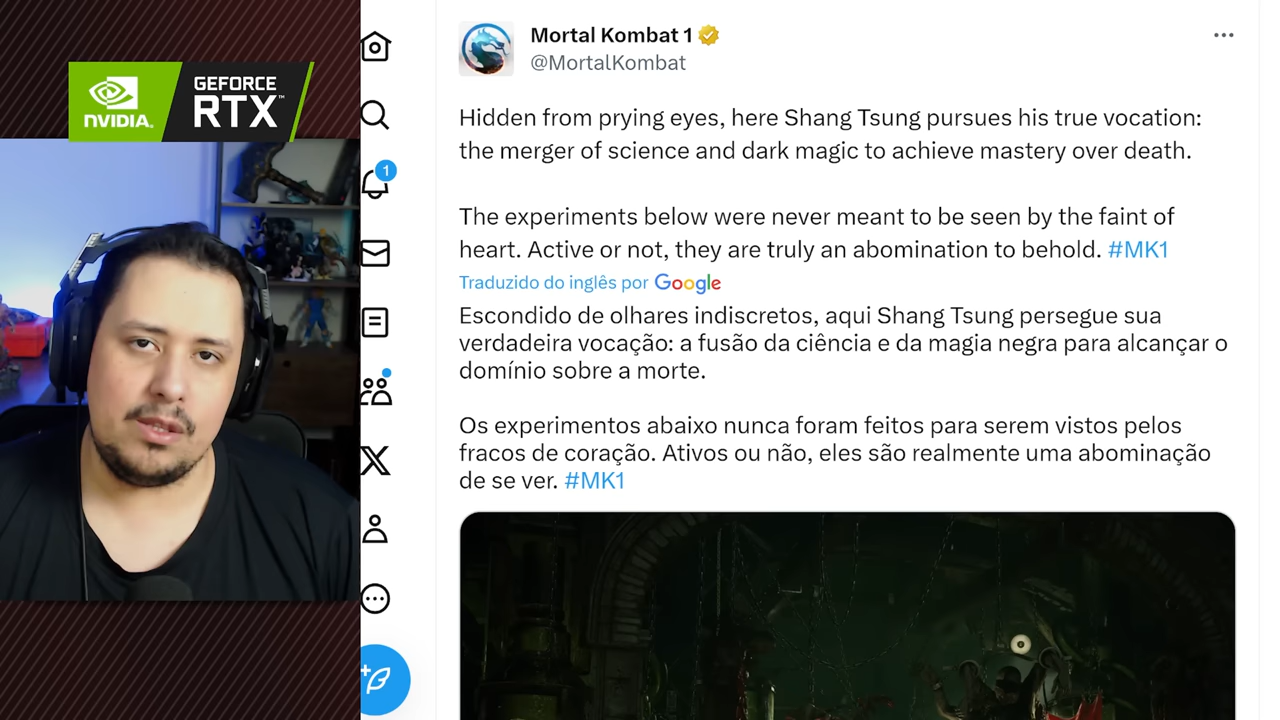 NVIDIA.
GEFORCE
RTX™
1
Mortal Kombat 1
@MortalKombat
Hidden from prying eyes, here Shang Tsung pursues his true vocation:
the merger of science and dark magic to achieve mastery over death.
The experiments below were never meant to be seen by the faint of
heart. Active or not, they are truly an abomination to behold. #MK1
Traduzido do inglês por Google
Escondido de olhares indiscretos, aqui Shang Tsung persegue sua
verdadeira vocação: a fusão da ciência e da magia negra para alcançar o
domínio sobre a morte.
Os experimentos abaixo nunca foram feitos para serem vistos pelos
fracos de coração. Ativos ou não, eles são realmente uma abominação
de se ver. #MK1